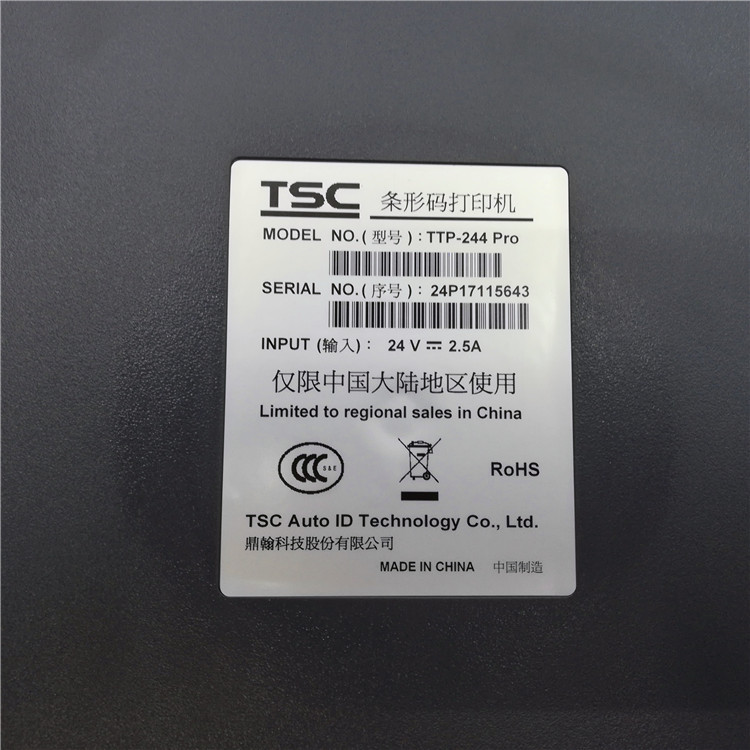 TSC 条形码打印机
MODEL NO.(型号): TTP-244 Pro
SERIAL NO.(序号): 24P17115643
INPUT (输入): 24 V ⎓ 2.5A
仅限中国大陆地区使用
Limited to regional sales in China
CCC S&E RoHS
TSC Auto ID Technology Co., Ltd.
鼎翰科技股份有限公司
MADE IN CHINA 中国制造